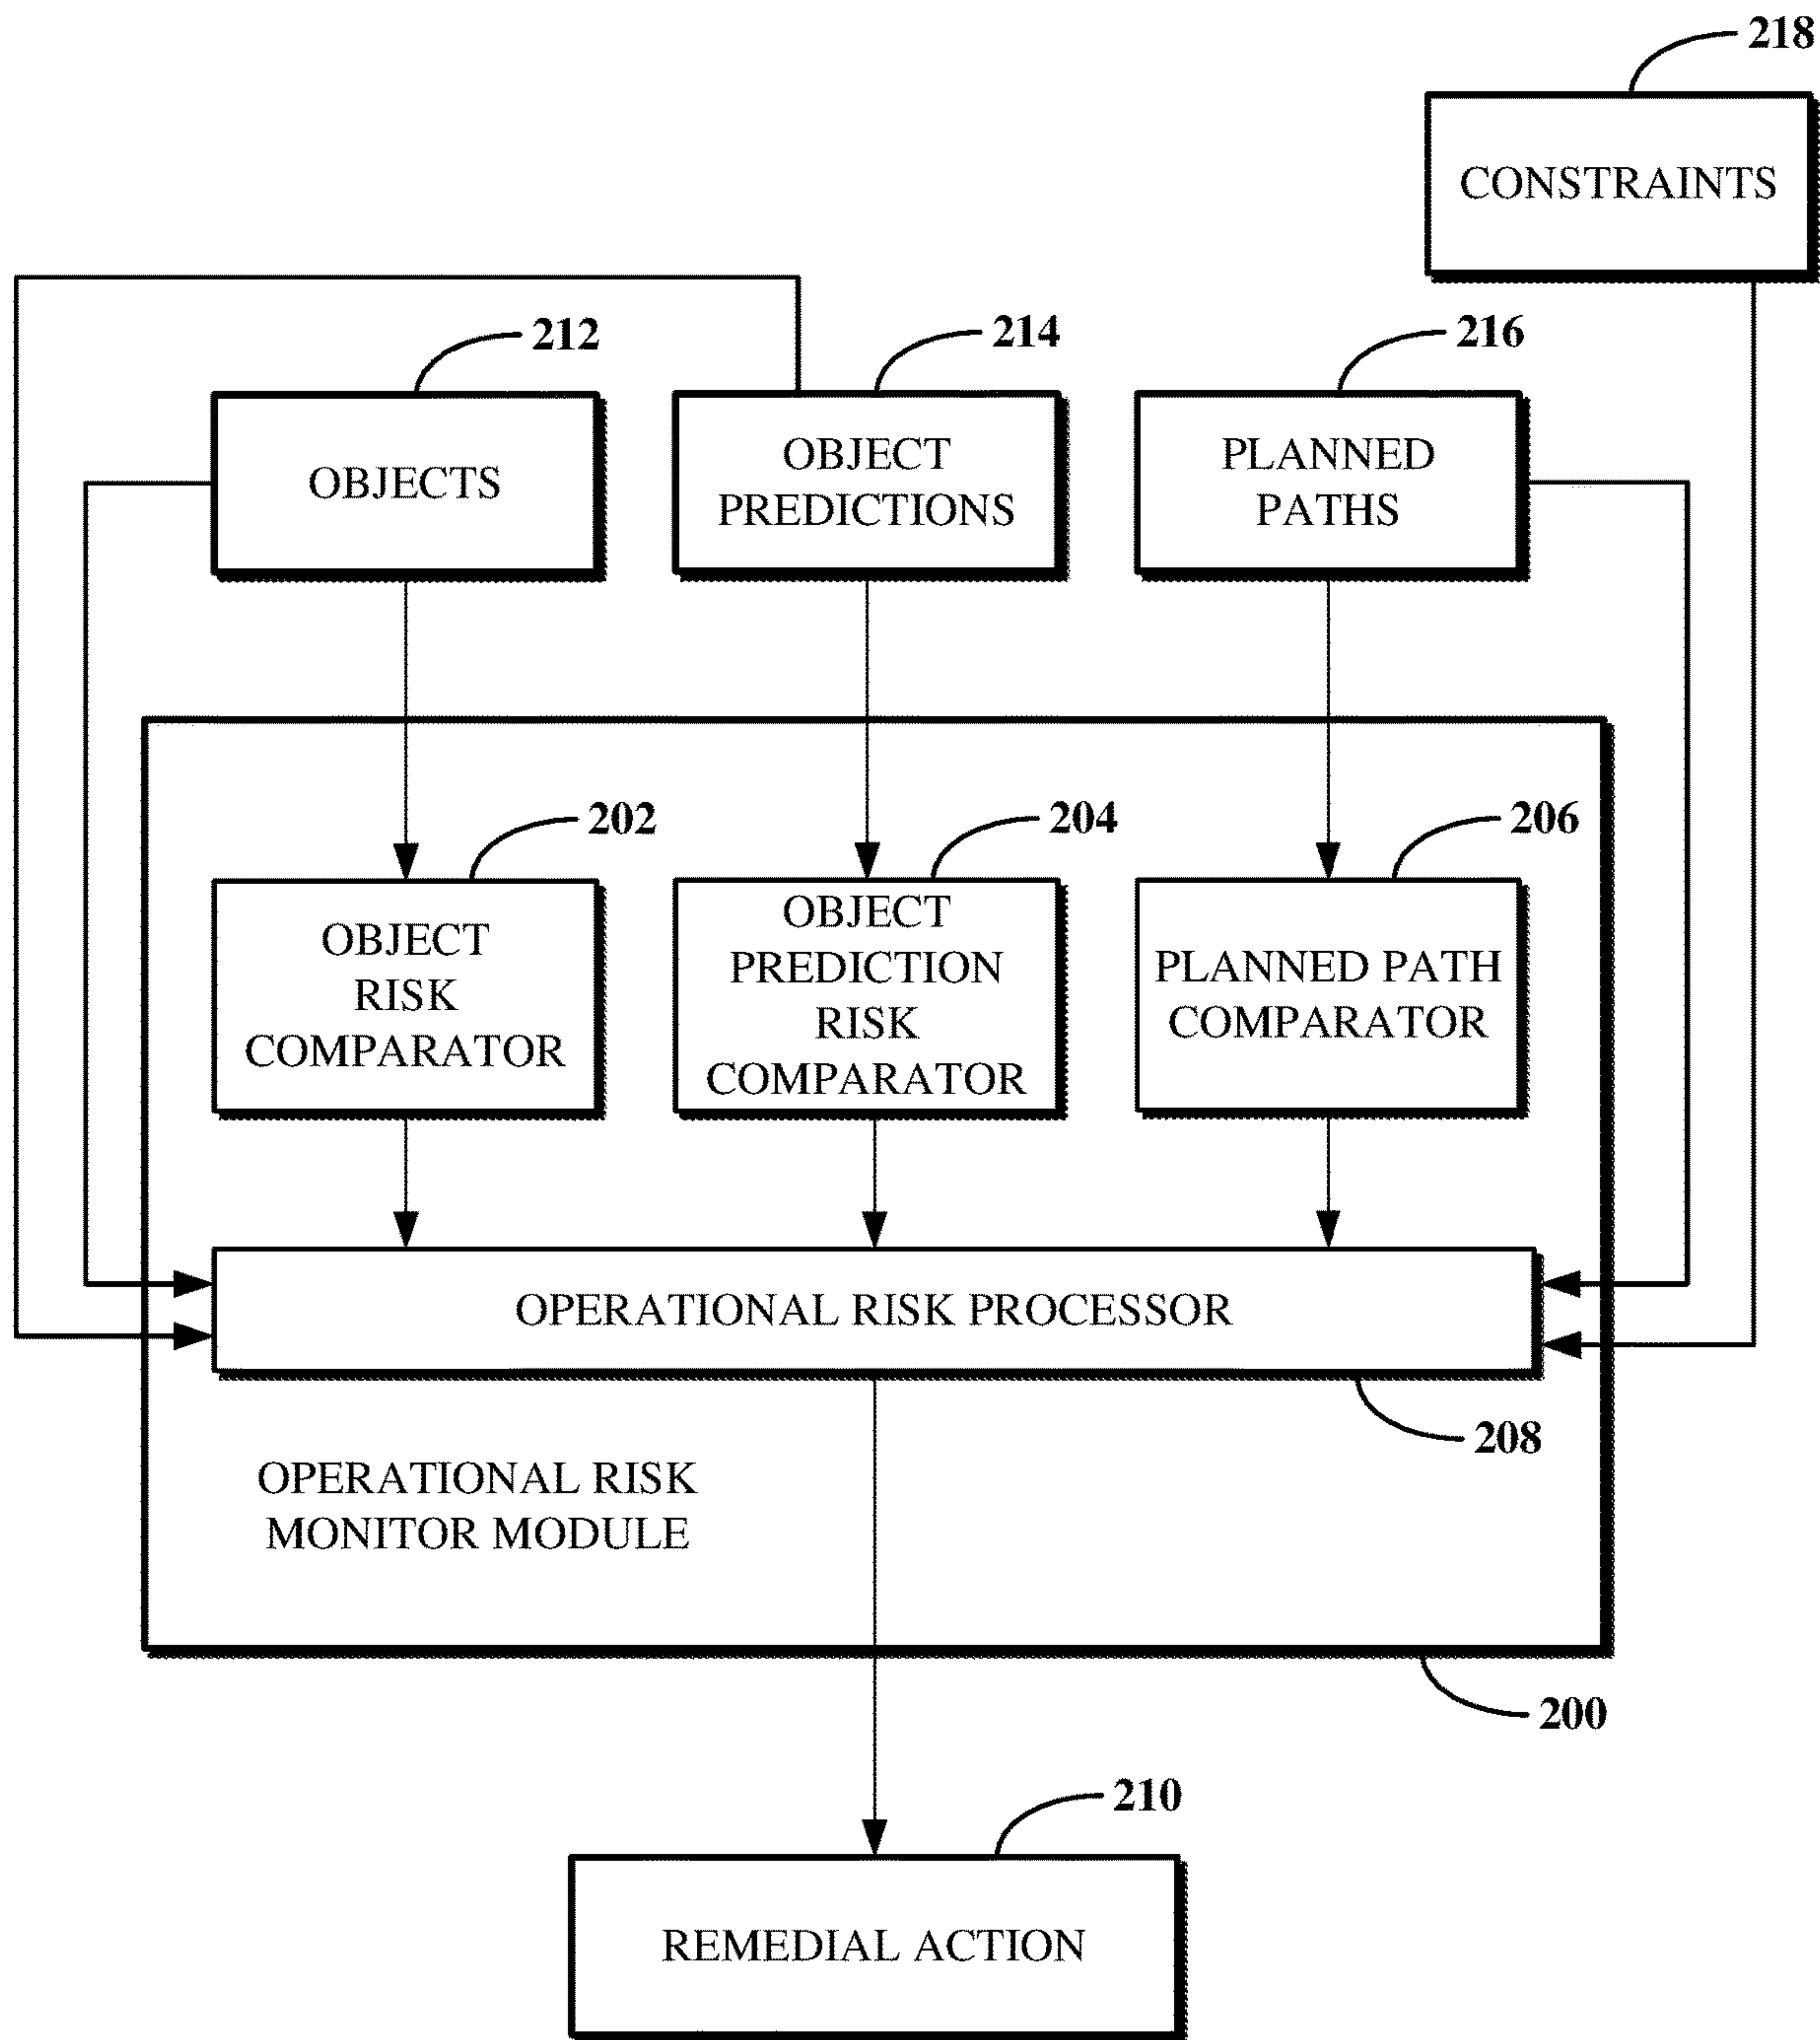 218
CONSTRAINTS
212
214
216
OBJECTS
OBJECT
PREDICTIONS
PLANNED
PATHS
202
204
206
OBJECT
RISK
COMPARATOR
OBJECT
PREDICTION
RISK
COMPARATOR
PLANNED PATH
COMPARATOR
OPERATIONAL RISK PROCESSOR
208
OPERATIONAL RISK
MONITOR MODULE
200
210
REMEDIAL ACTION